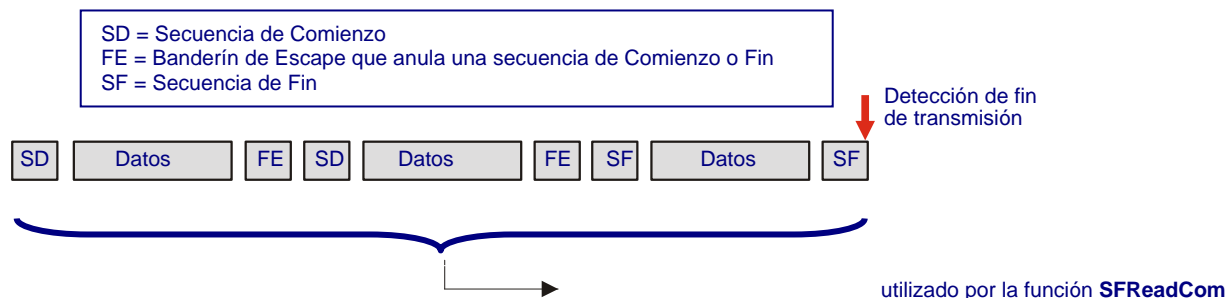 SD = Secuencia de Comienzo
FE = Banderín de Escape que anula una secuencia de Comienzo o Fin
SF = Secuencia de Fin
Detección de fin
de transmisión
SD Datos FE SD Datos FE SF Datos SF
utilizado por la función SFReadCom